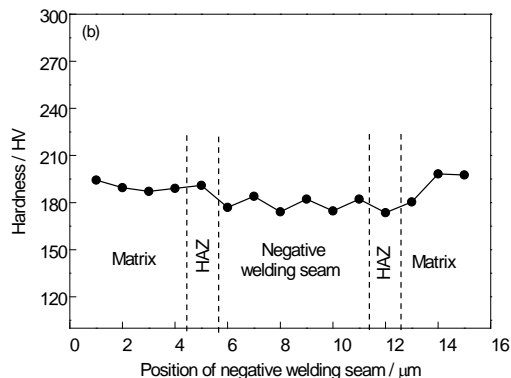 (b)
300
270
240
210
180
150
120
Hardness / HV
Matrix
HAZ
Negative
welding seam
HAZ
Matrix
0 2 4 6 8 10 12 14 16
Position of negative welding seam / μm